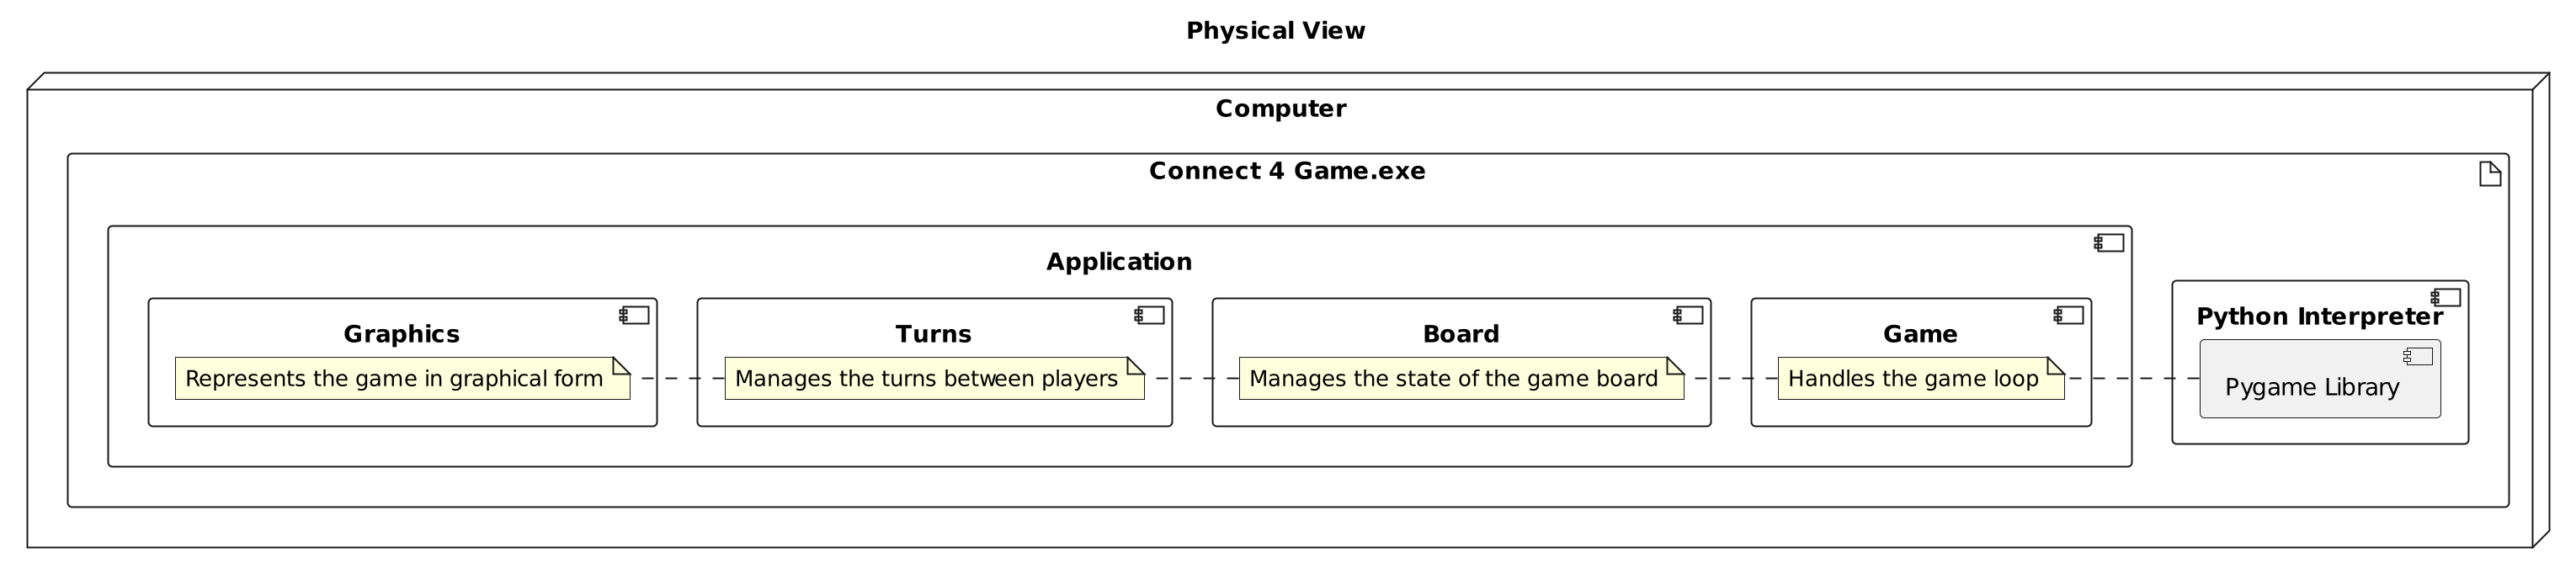 Physical View
Computer
Connect 4 Game.exe
Application
Graphics
Represents the game in graphical form
Turns
Manages the turns between players
Board
Manages the state of the game board
Game
Handles the game loop
Python Interpreter
Pygame Library